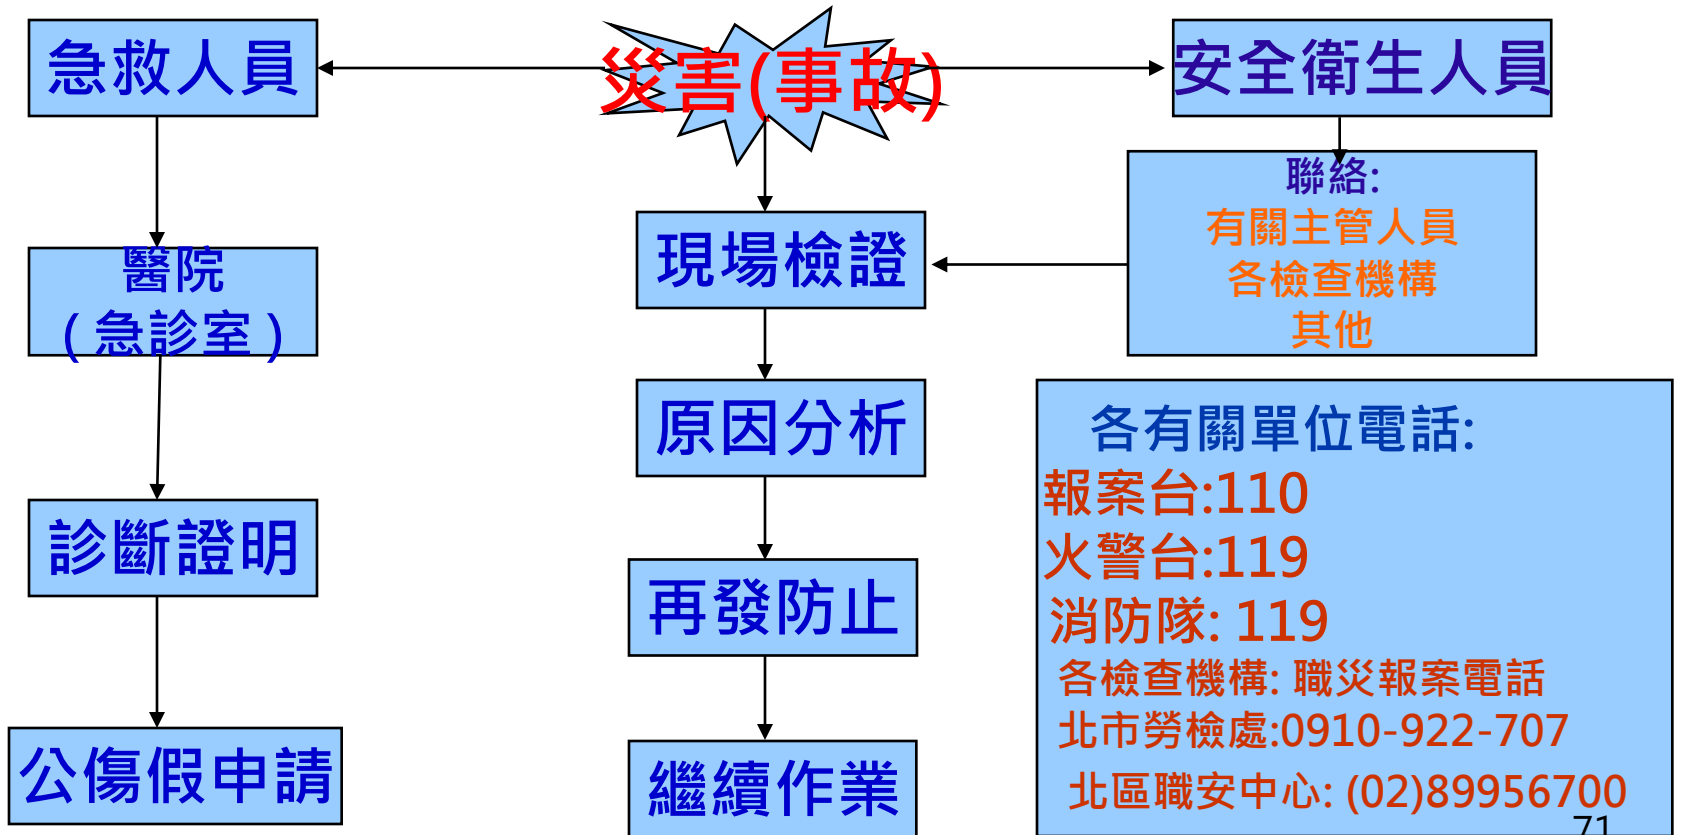 急救人員
災害(事故)
安全衛生人員
聯絡:
有關主管人員
各檢查機構
其他
醫院
(急診室)
現場檢證
原因分析
診斷證明
再發防止
公傷假申請
繼續作業
各有關單位電話:
報案台:110
火警台:119
消防隊: 119
各檢查機構: 職災報案電話
北市勞檢處:0910-922-707
北區職安中心: (02)89956700
71